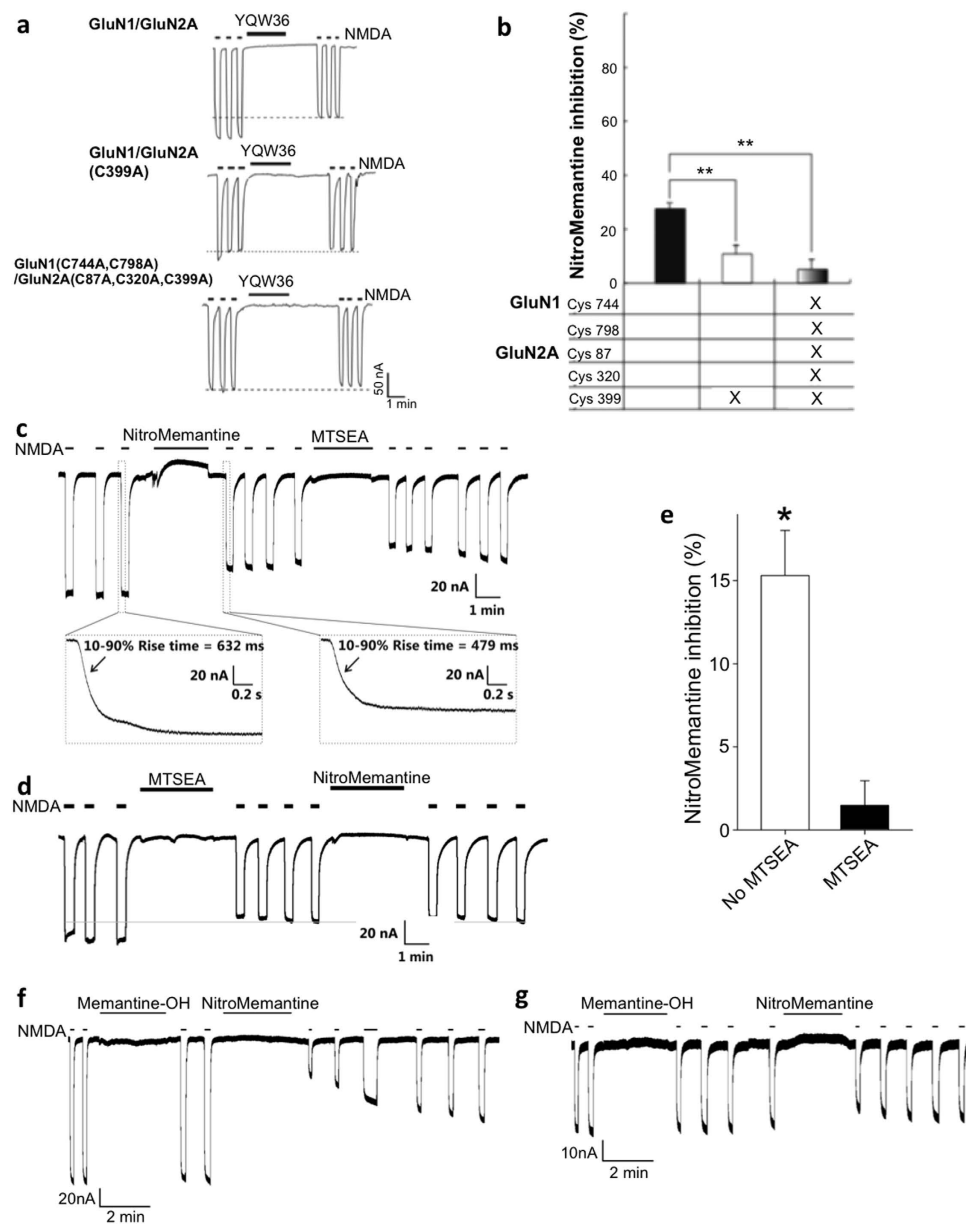 a
GluN1/GluN2A
YQW36
NMDA
GluN1/GluN2A
(C399A)
YQW36
NMDA
GluN1(C744A,C798A)
/GluN2A(C87A,C320A,C399A)
YQW36
NMDA
50 nA
1 min
b
NitroMemantine inhibition (%)
80
60
40
20
0
**
**
GluN1 Cys 744 X
Cys 798 X
GluN2A Cys 87 X
Cys 320 X
Cys 399 X X
c
NitroMemantine MTSEA
NMDA
20 nA
1 min
10-90% Rise time = 632 ms
20 nA
0.2 s
10-90% Rise time = 479 ms
20 nA
0.2 s
d
MTSEA NitroMemantine
NMDA
20 nA
1 min
e
NitroMemantine inhibition (%)
15
10
5
0
*
No MTSEA
MTSEA
f
Memantine-OH NitroMemantine
NMDA
20nA
2 min
g
Memantine-OH NitroMemantine
NMDA
10nA
2 min